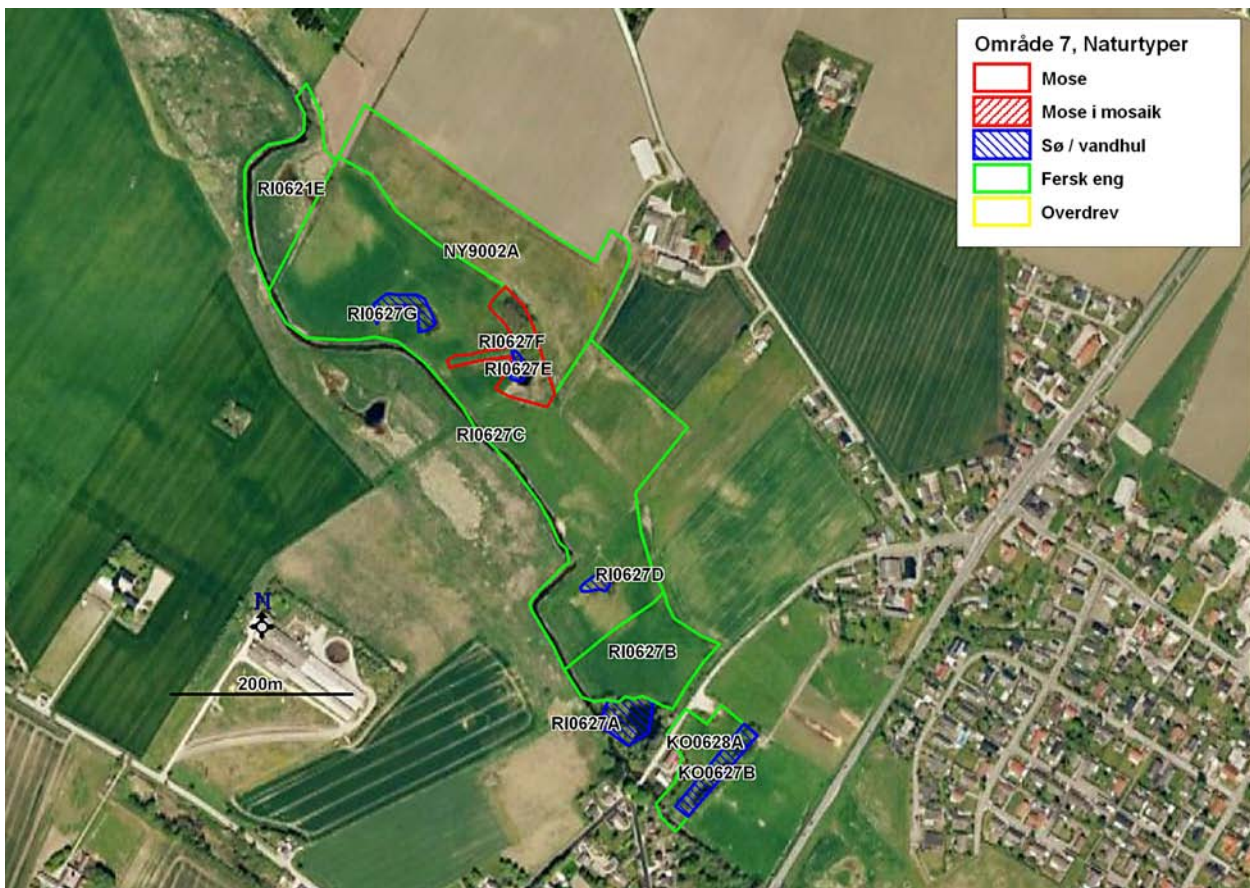 Område 7, Naturtyper
Mose
Mose i mosaik
Sø / vandhul
Fersk eng
Overdrev
RI0621E
NY9002A
RI0627G
RI0627F
RI0627E
RI0627C
RI0627D
N
RI0627B
200m
RI0627A
KO0628A
KO0627B